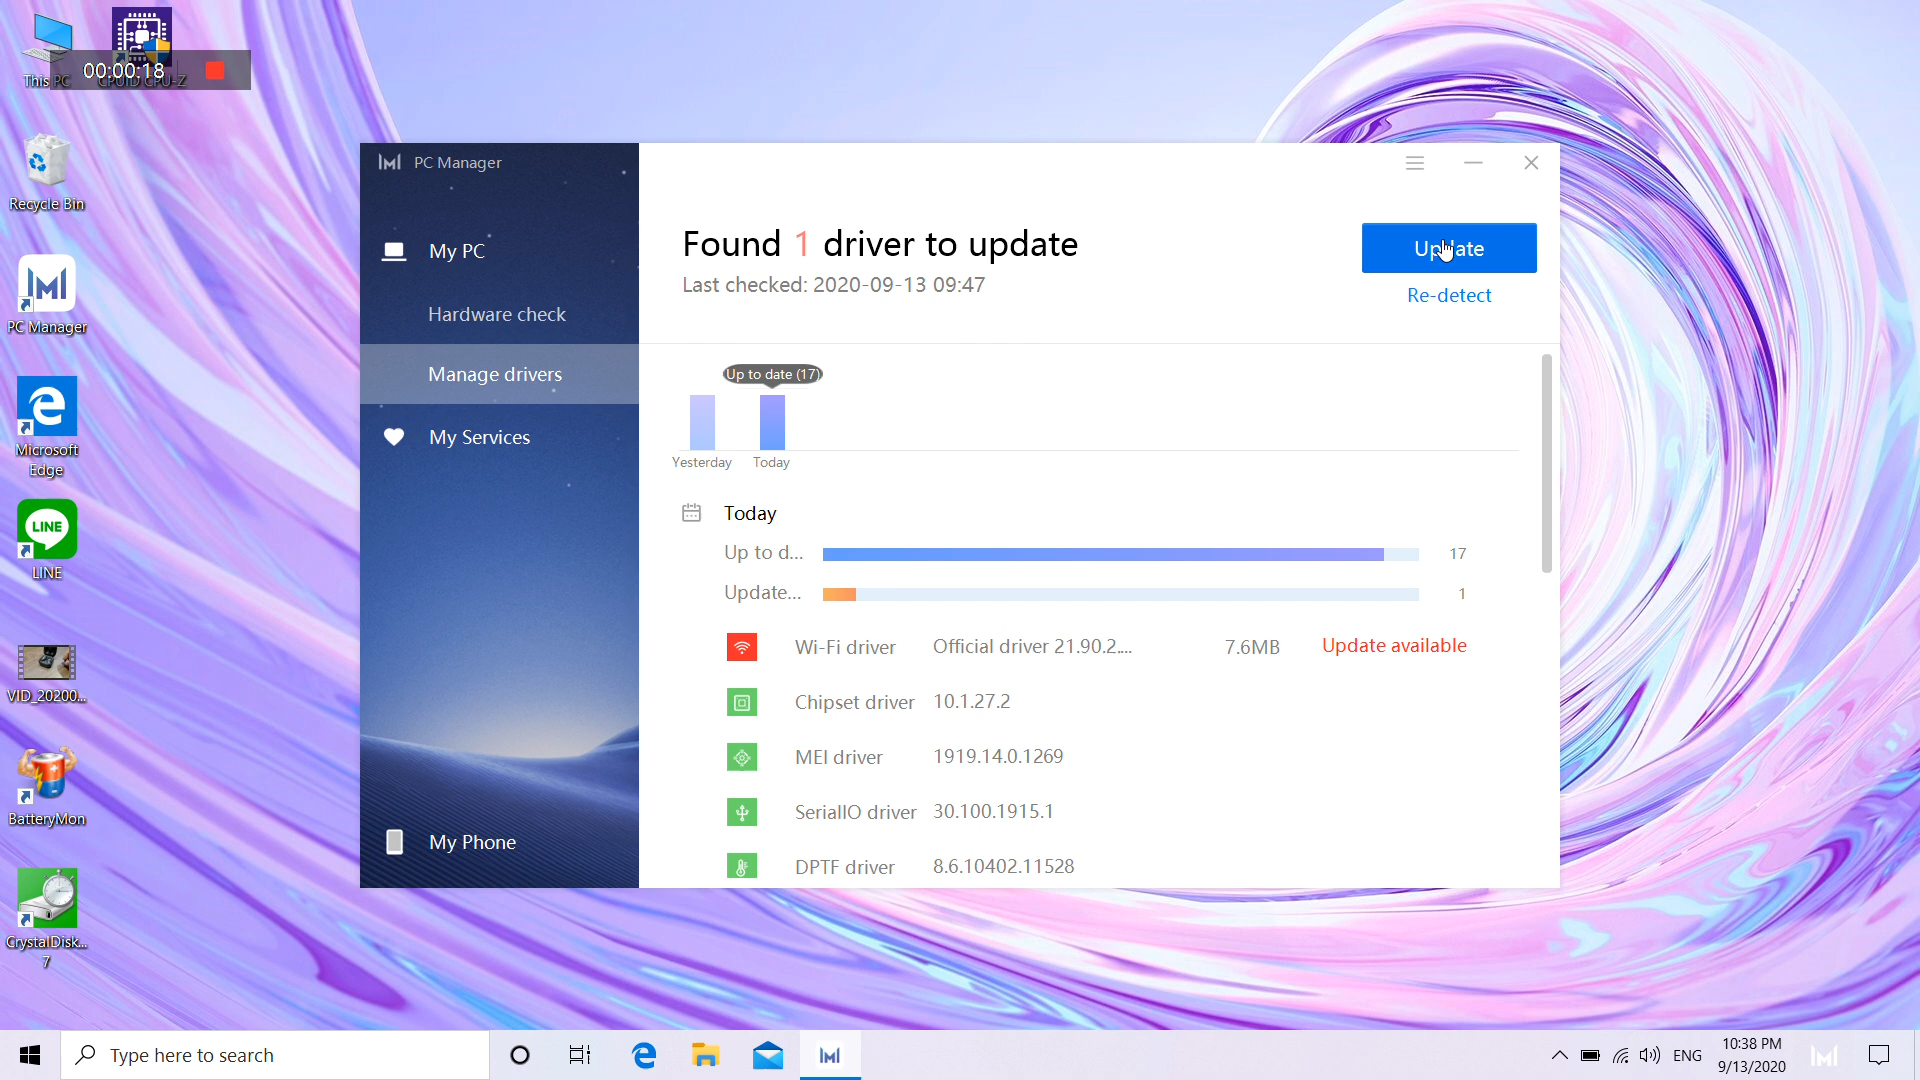 This PC
CPUID CPU-Z
00:00:18
Recycle Bin
PC Manager
Microsoft
Edge
LINE
LINE
VID_20200...
BatteryMon
CrystalDisk...
7
PC Manager
My PC
Hardware check
Manage drivers
My Services
My Phone
Found 1 driver to update
Last checked: 2020-09-13 09:47
Update
Re-detect
Up to date (17)
Yesterday
Today
Today
Up to d... 17
Update... 1
Wi-Fi driver Official driver 21.90.2.... 7.6MB Update available
Chipset driver 10.1.27.2
MEI driver 1919.14.0.1269
SerialIO driver 30.100.1915.1
DPTF driver 8.6.10402.11528
Type here to search
ENG
10:38 PM
9/13/2020